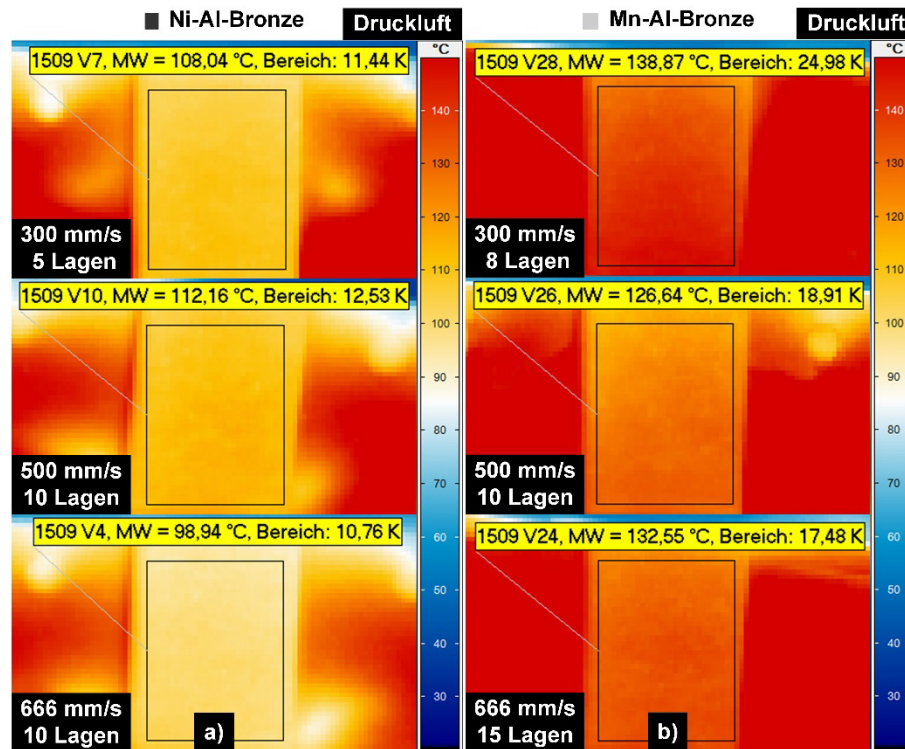 Ni-Al-Bronze
Druckluft
Mn-Al-Bronze
Druckluft
1509 V7, MW = 108,04 °C, Bereich: 11,44 K
300 mm/s
5 Lagen
1509 V10, MW = 112,16 °C, Bereich: 12,53 K
500 mm/s
10 Lagen
1509 V4, MW = 98,94 °C, Bereich: 10,76 K
666 mm/s
10 Lagen
a)
°C
140
130
120
110
100
90
80
70
60
50
40
30
1509 V28, MW = 138,87 °C, Bereich: 24,98 K
300 mm/s
8 Lagen
1509 V26, MW = 126,64 °C, Bereich: 18,91 K
500 mm/s
10 Lagen
1509 V24, MW = 132,55 °C, Bereich: 17,48 K
666 mm/s
15 Lagen
b)
°C
140
130
120
110
100
90
80
70
60
50
40
30